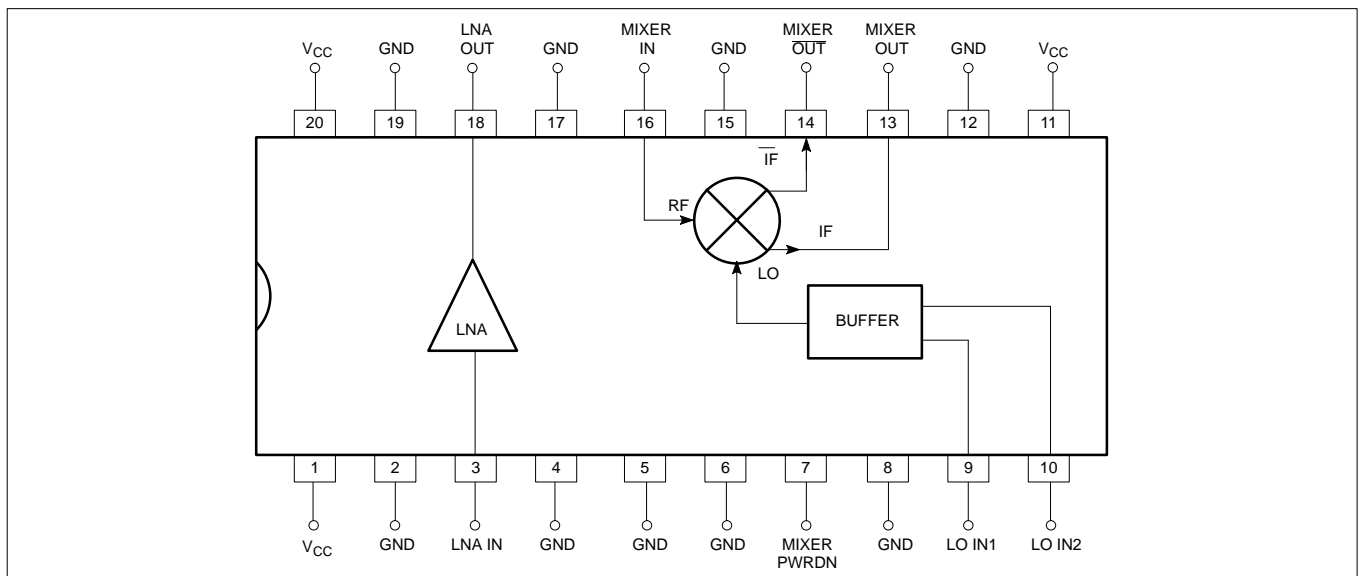 VCC
GND
LNA
OUT
GND
MIXER
IN
GND
MIXER
OUT
MIXER
OUT
GND
VCC
20
19
18
17
16
15
14
13
12
11
IF
RF
IF
LO
BUFFER
LNA
1
2
3
4
5
6
7
8
9
10
VCC
GND
LNA IN
GND
GND
GND
MIXER
PWRDN
GND
LO IN1
LO IN2